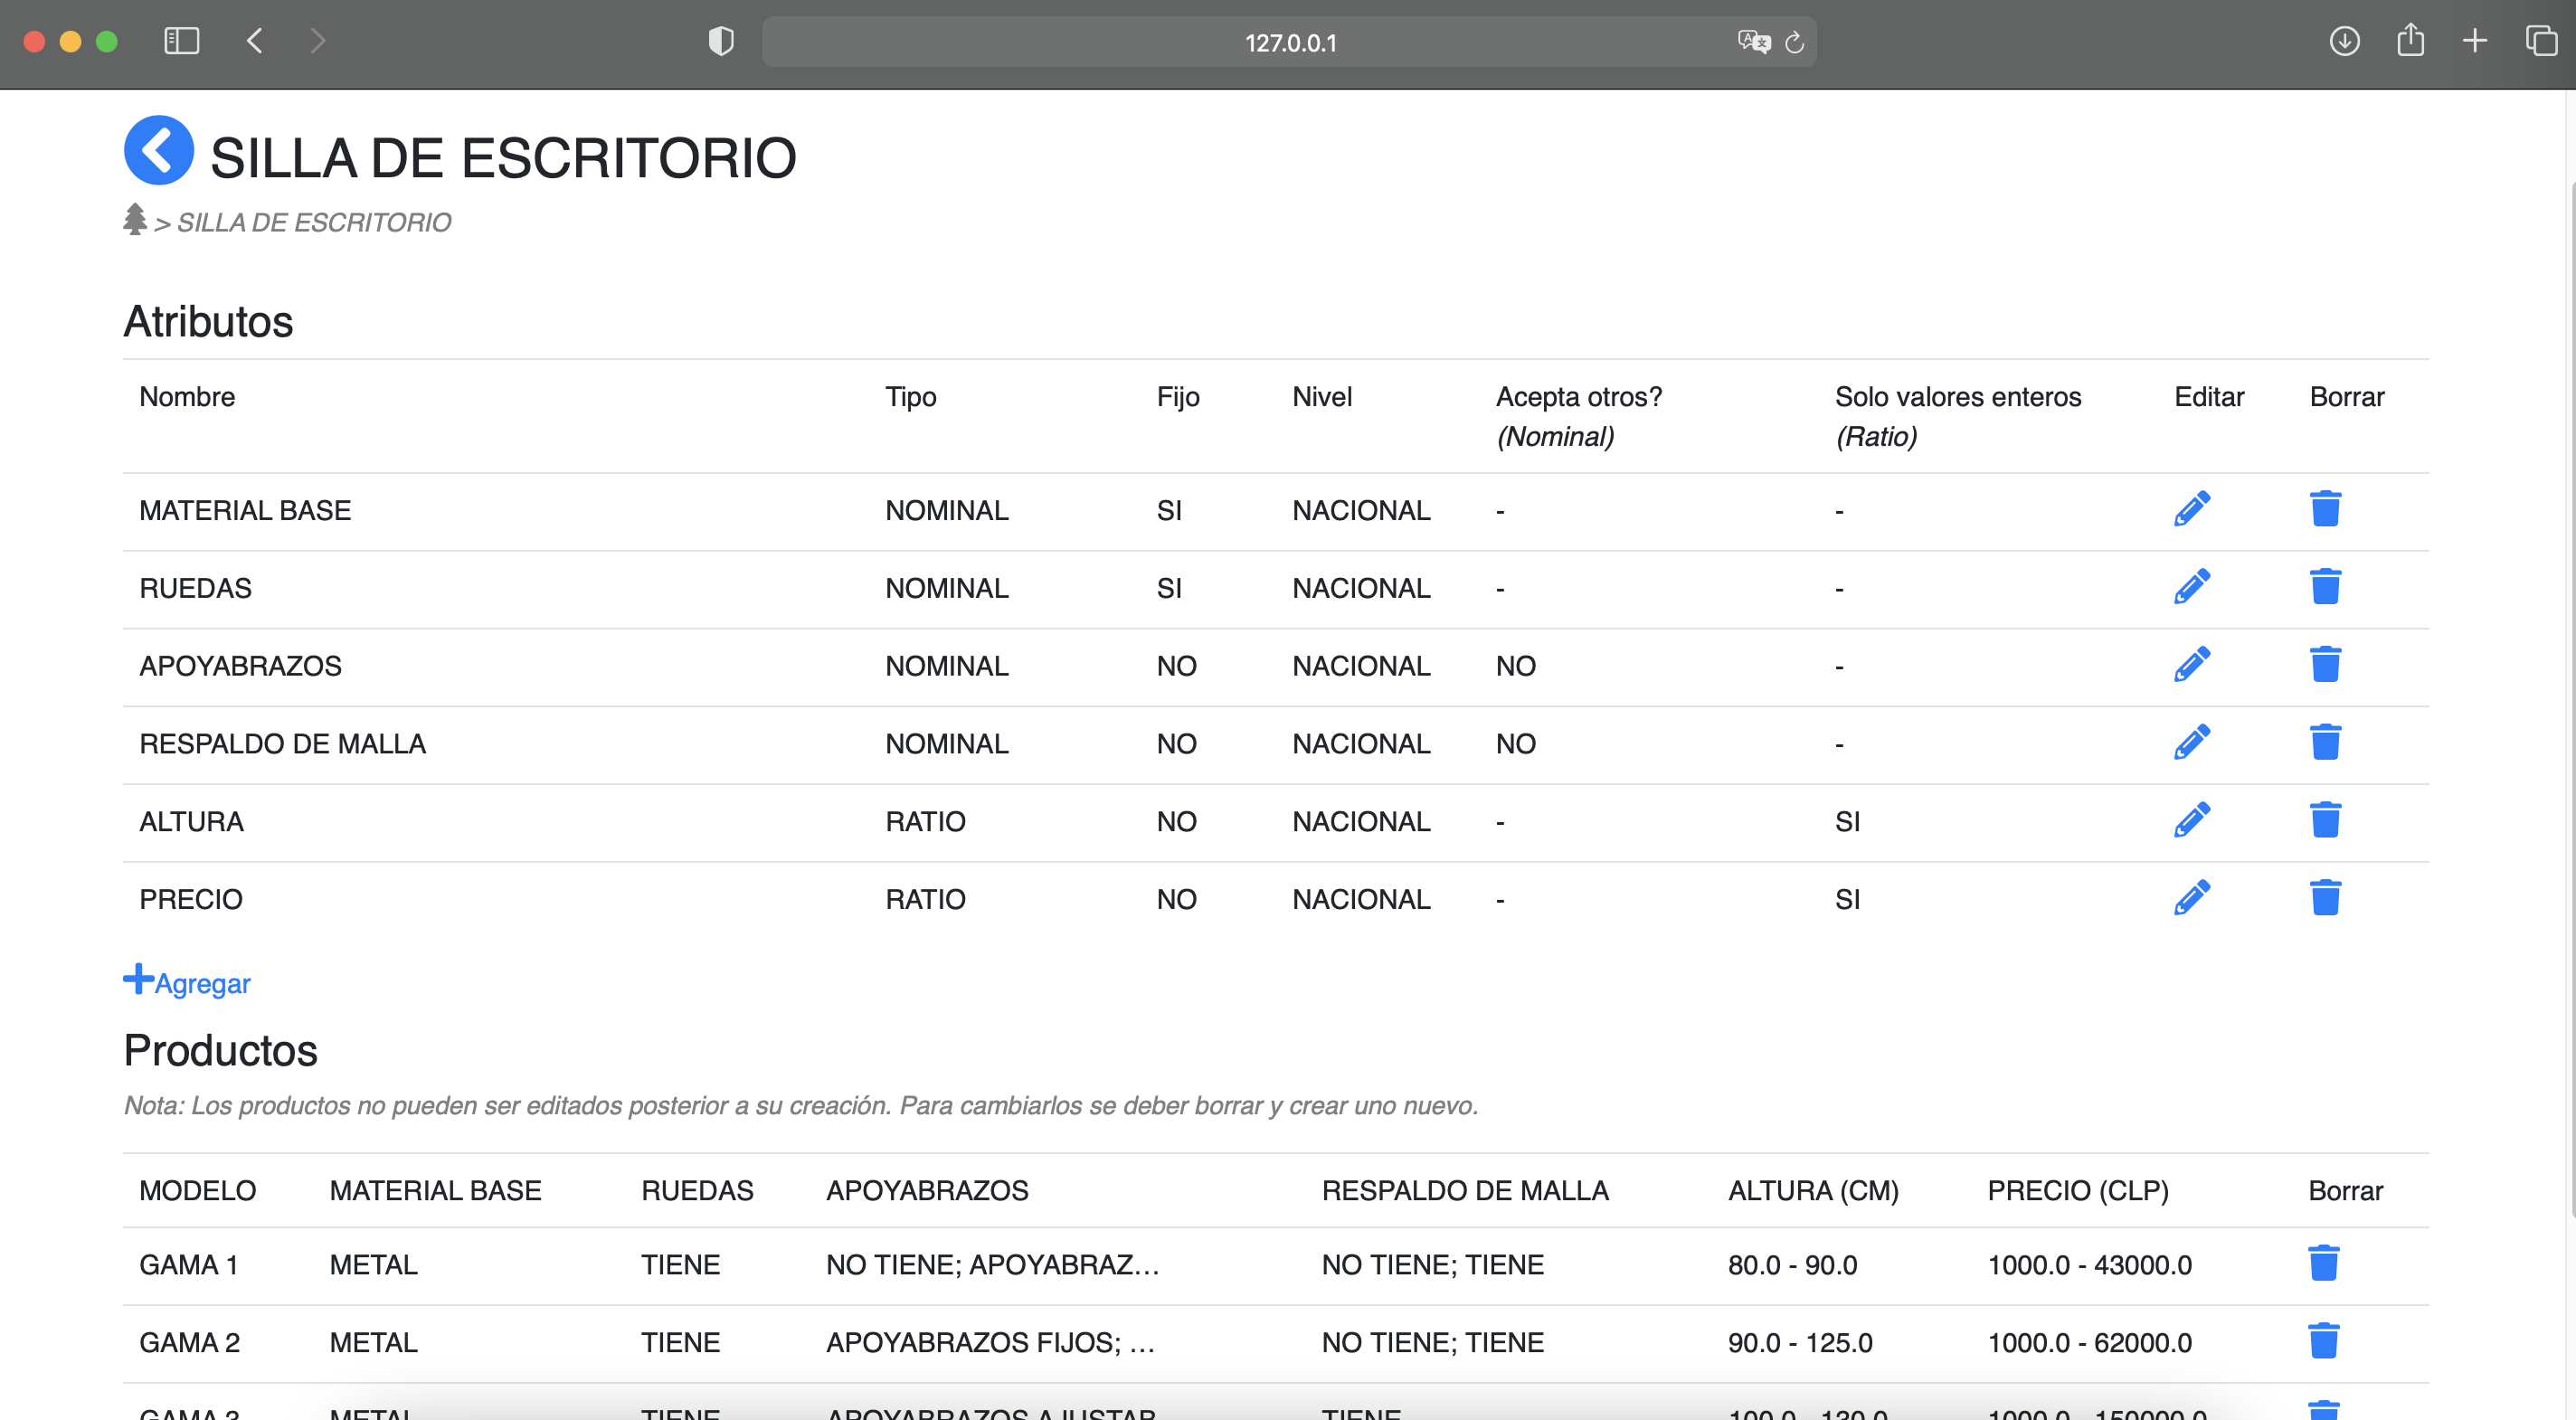 127.0.0.1
SILLA DE ESCRITORIO
> SILLA DE ESCRITORIO
Atributos
Nombre Tipo Fijo Nivel Acepta otros? (Nominal) Solo valores enteros (Ratio) Editar Borrar
MATERIAL BASE NOMINAL SI NACIONAL - -
RUEDAS NOMINAL SI NACIONAL - -
APOYABRAZOS NOMINAL NO NACIONAL NO -
RESPALDO DE MALLA NOMINAL NO NACIONAL NO -
ALTURA RATIO NO NACIONAL - SI
PRECIO RATIO NO NACIONAL - SI
Agregar
Productos
Nota: Los productos no pueden ser editados posterior a su creación. Para cambiarlos se deber borrar y crear uno nuevo.
MODELO MATERIAL BASE RUEDAS APOYABRAZOS RESPALDO DE MALLA ALTURA (CM) PRECIO (CLP) Borrar
GAMA 1 METAL TIENE NO TIENE; APOYABRAZ... NO TIENE; TIENE 80.0 - 90.0 1000.0 - 43000.0
GAMA 2 METAL TIENE APOYABRAZOS FIJOS; ... NO TIENE; TIENE 90.0 - 125.0 1000.0 - 62000.0
GAMA 3 METAL TIENE APOYABRAZOS AJUSTAB TIENE 100.0 - 130.0 1000.0 - 150000.0